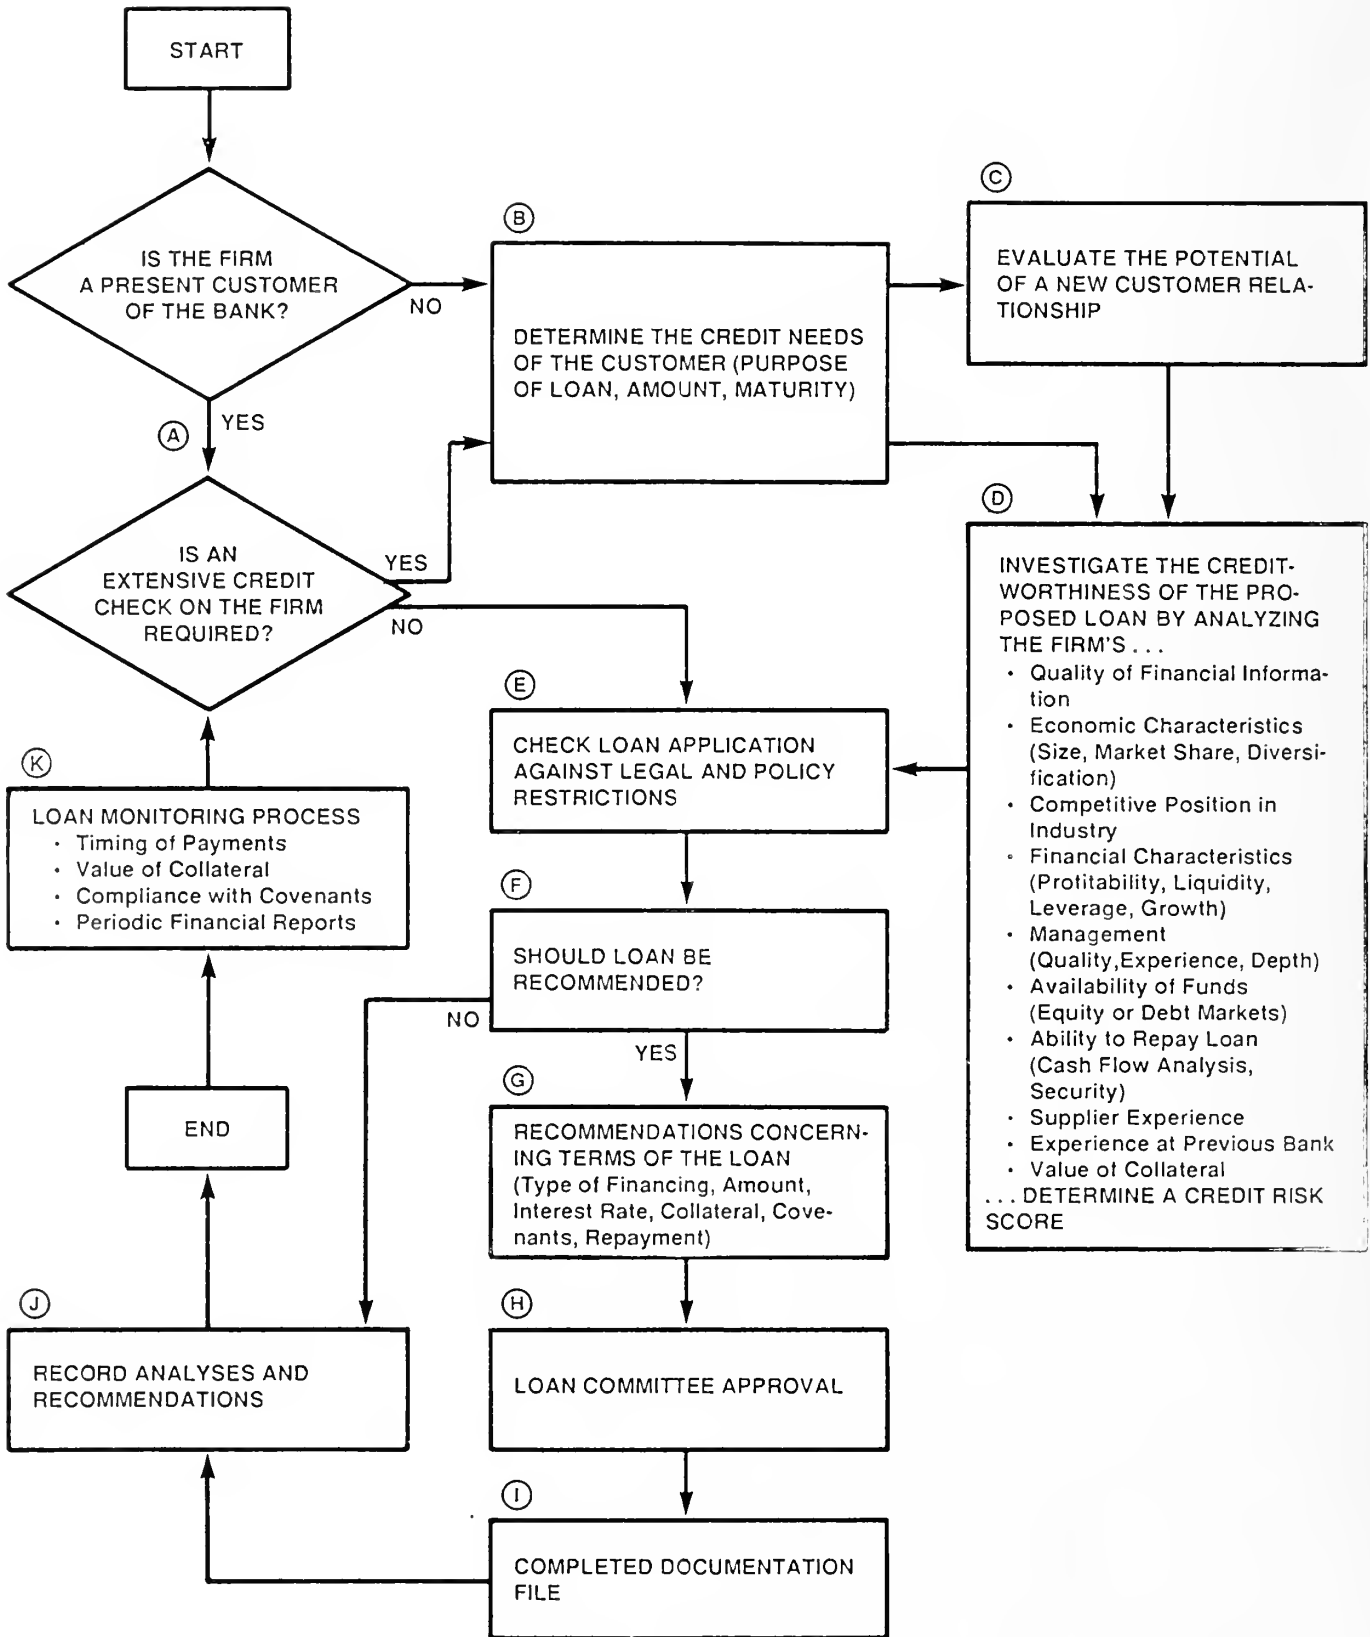 START
IS THE FIRM
A PRESENT CUSTOMER
OF THE BANK?
NO
YES
A
B
DETERMINE THE CREDIT NEEDS
OF THE CUSTOMER (PURPOSE
OF LOAN, AMOUNT, MATURITY)
C
EVALUATE THE POTENTIAL
OF A NEW CUSTOMER RELA-
TIONSHIP
IS AN
EXTENSIVE CREDIT
CHECK ON THE FIRM
REQUIRED?
YES
NO
D
INVESTIGATE THE CREDIT-
WORTHINESS OF THE PRO-
POSED LOAN BY ANALYZING
THE FIRM'S . . .
• Quality of Financial Informa-
tion
• Economic Characteristics
(Size, Market Share, Diversi-
fication)
• Competitive Position in
Industry
• Financial Characteristics
(Profitability, Liquidity,
Leverage, Growth)
• Management
(Quality,Experience, Depth)
• Availability of Funds
(Equity or Debt Markets)
• Ability to Repay Loan
(Cash Flow Analysis,
Security)
• Supplier Experience
• Experience at Previous Bank
• Value of Collateral
. . . DETERMINE A CREDIT RISK
SCORE
E
CHECK LOAN APPLICATION
AGAINST LEGAL AND POLICY
RESTRICTIONS
F
SHOULD LOAN BE
RECOMMENDED?
NO
YES
G
RECOMMENDATIONS CONCERN-
ING TERMS OF THE LOAN
(Type of Financing, Amount,
Interest Rate, Collateral, Cove-
nants, Repayment)
H
LOAN COMMITTEE APPROVAL
I
COMPLETED DOCUMENTATION
FILE
J
RECORD ANALYSES AND
RECOMMENDATIONS
END
K
LOAN MONITORING PROCESS
• Timing of Payments
• Value of Collateral
• Compliance with Covenants
• Periodic Financial Reports